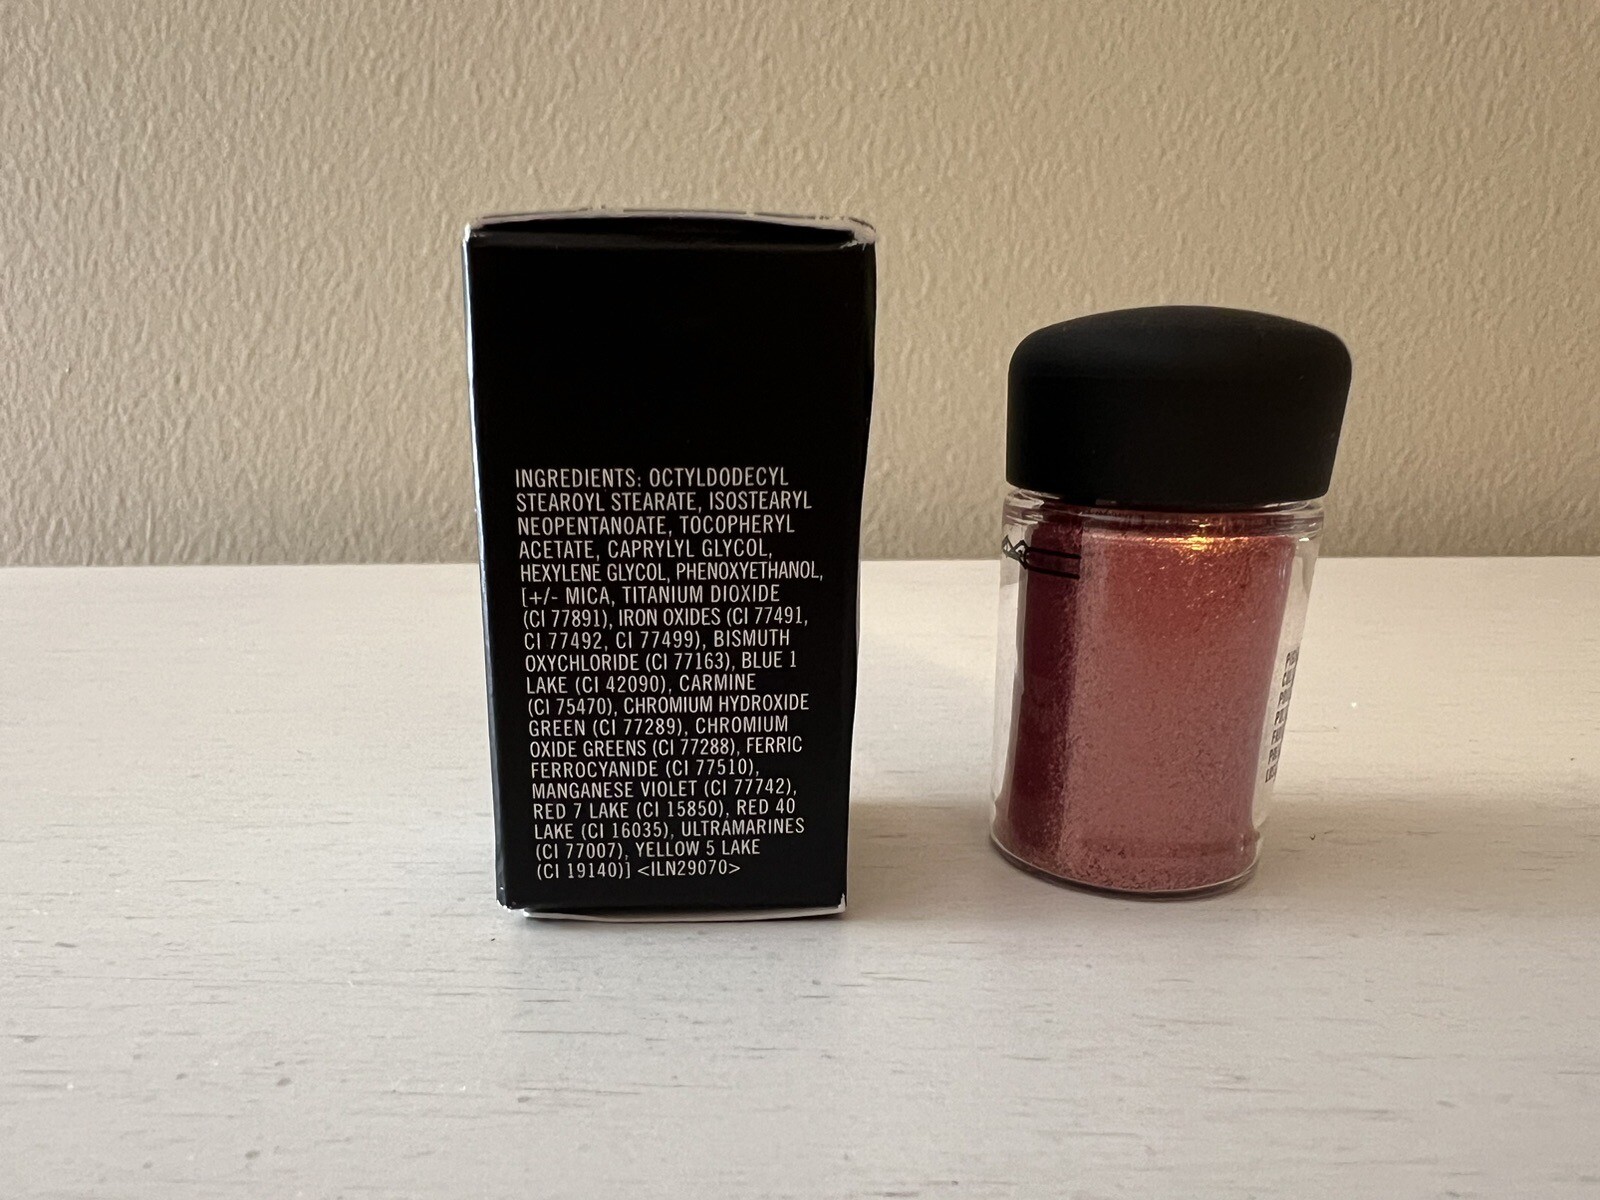 INGREDIENTS: OCTYLDODECYL
STEAROYL STEARATE, ISOSTEARYL
NEOPENTANOATE, TOCOPHERYL
ACETATE, CAPRYLYL GLYCOL,
HEXYLENE GLYCOL, PHENOXYETHANOL,
[+/- MICA, TITANIUM DIOXIDE
(CI 77891), IRON OXIDES (CI 77491,
CI 77492, CI 77499), BISMUTH
OXYCHLORIDE (CI 77163), BLUE 1
LAKE (CI 42090), CARMINE
(CI 75470), CHROMIUM HYDROXIDE
GREEN (CI 77289), CHROMIUM
OXIDE GREENS (CI 77288), FERRIC
FERROCYANIDE (CI 77510),
MANGANESE VIOLET (CI 77742),
RED 7 LAKE (CI 15850), RED 40
LAKE (CI 16035), ULTRAMARINES
(CI 77007), YELLOW 5 LAKE
(CI 19140)] <ILN29070>